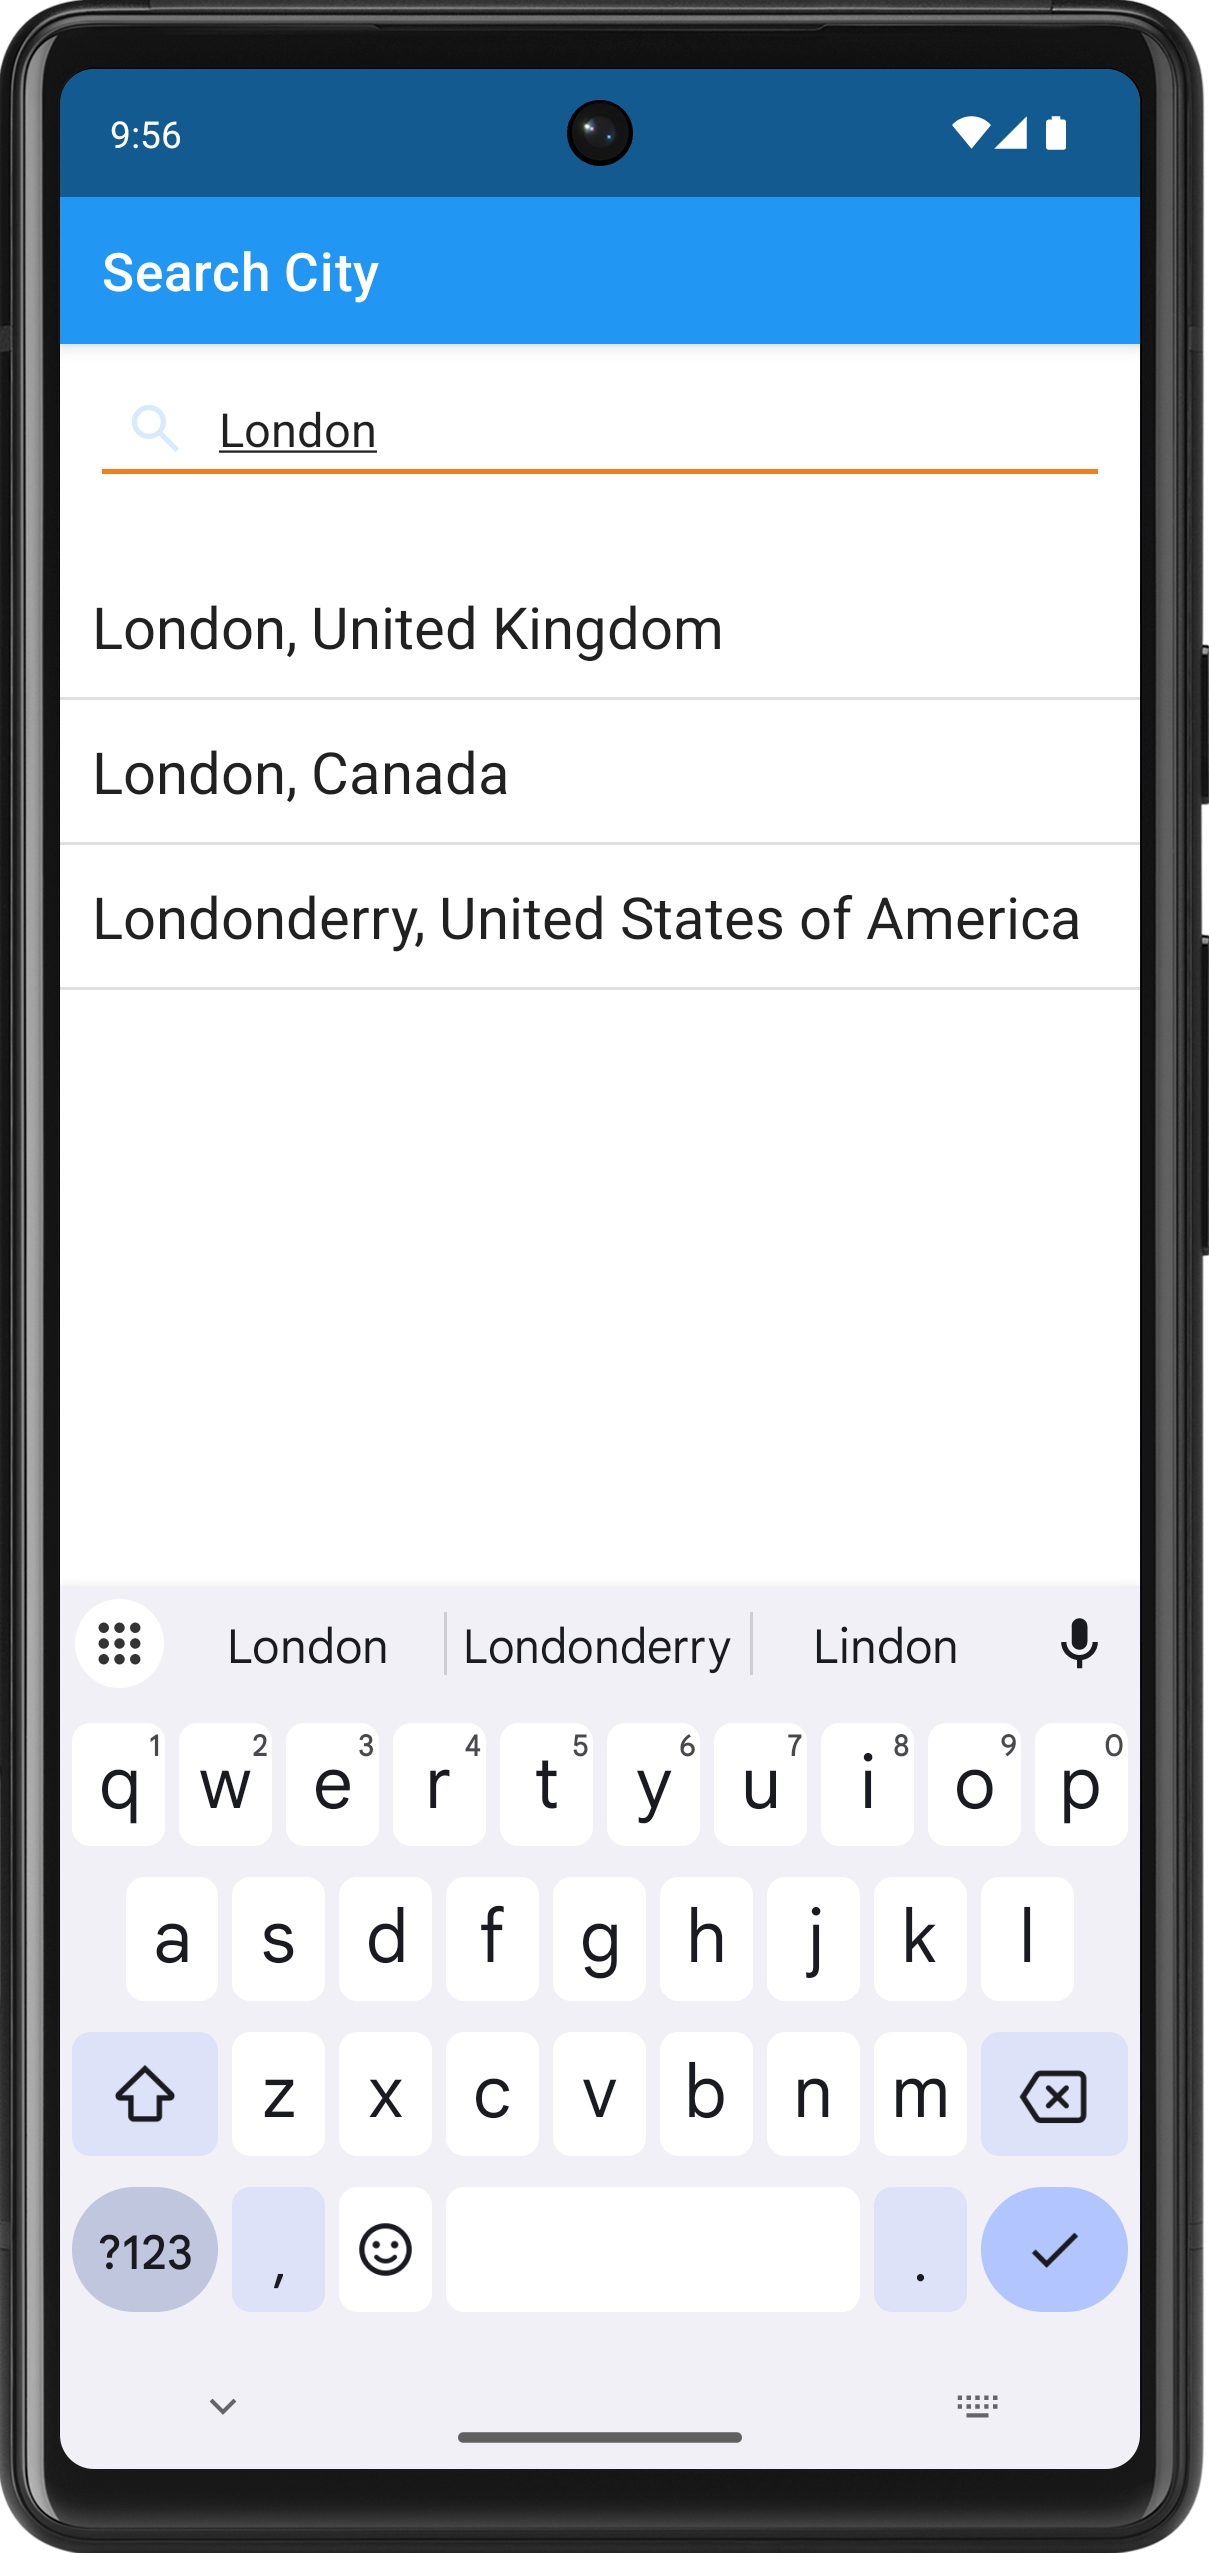 9:56
Search City
London
London, United Kingdom
London, Canada
Londonderry, United States of America
London Londonderry Lindon
q 1 w 2 e 3 r 4 t 5 y 6 u 7 i 8 o 9 p 0
a s d f g h j k l
z x c v b n m
?123 , .